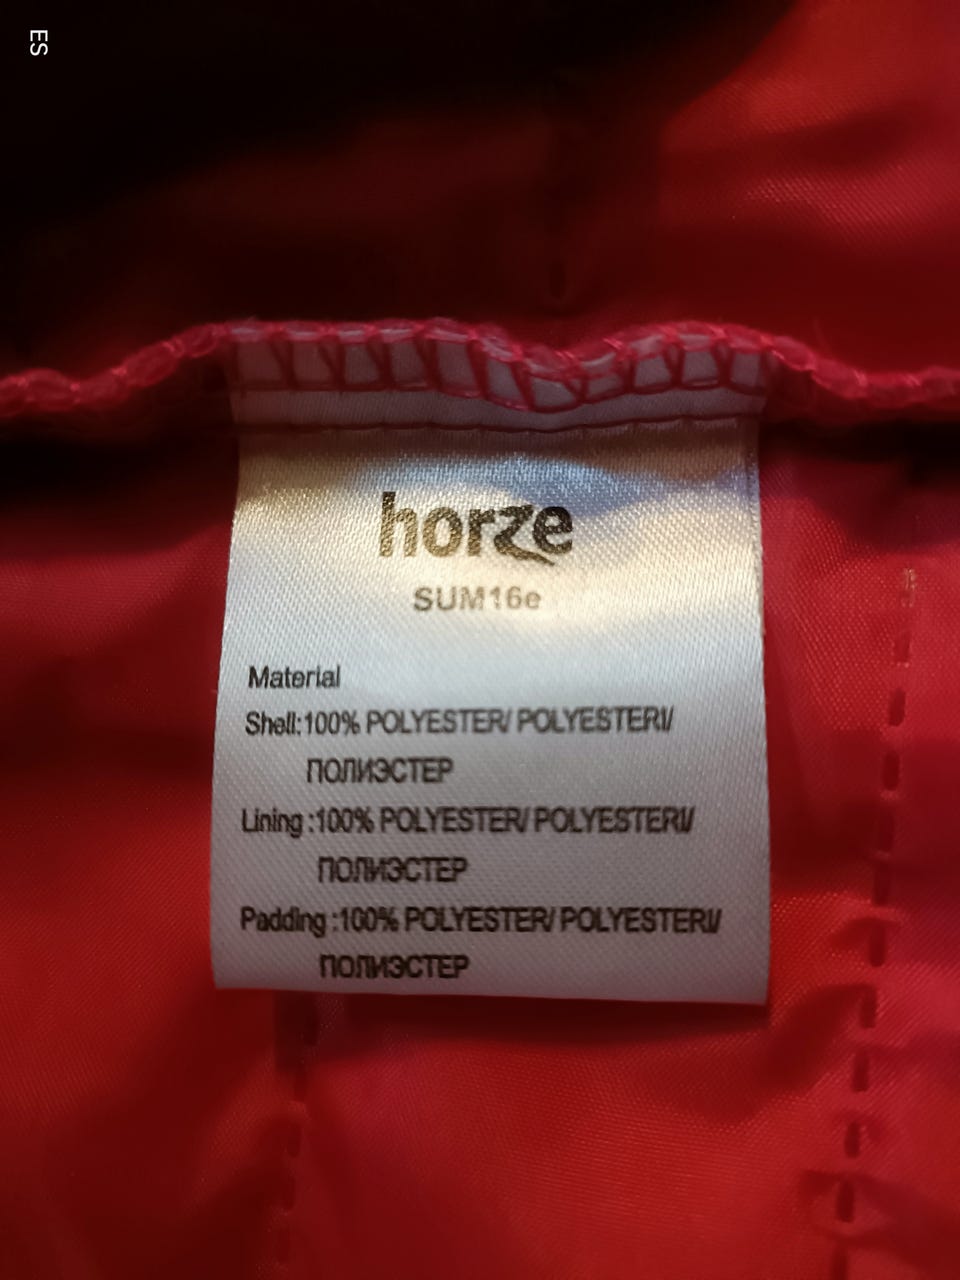 ES
horze
SUM16e
Material
Shell:100% POLYESTER/ POLYESTERI/
ПОЛИЭСТЕР
Lining :100% POLYESTER/ POLYESTERI/
ПОЛИЭСТЕР
Padding :100% POLYESTER/ POLYESTERI/
ПОЛИЭСТЕР